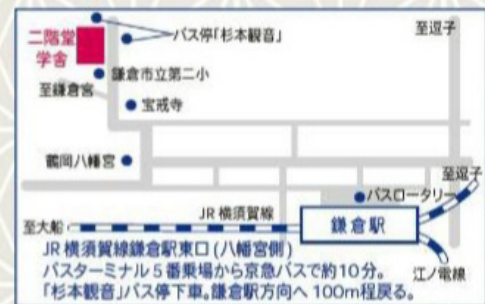 二階堂
学舎
バス停「杉本観音」
至逗子
鎌倉市立第二小
至鎌倉宮
宝戒寺
鶴岡八幡宮
至逗子
バスロータリー
JR 横須賀線
至大船
鎌倉駅
江ノ電線
JR 横須賀線鎌倉駅東口(八幡宮側)
バスターミナル5番乗場から京急バスで約10分。
「杉本観音」バス停下車。鎌倉駅方向へ100m程戻る。